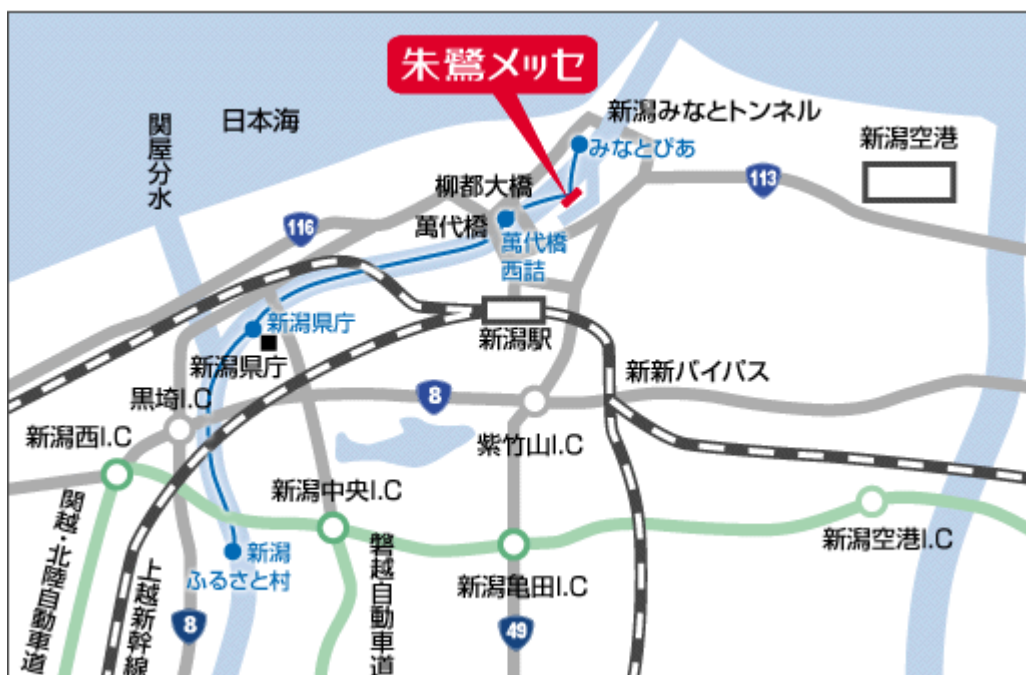 朱鷺メッセ
日本海
関屋分水
新潟みなとトンネル
みなとぴあ
新潟空港
柳都大橋
113
萬代橋
116
萬代橋
西詰
新潟県庁
新潟駅
新潟県庁
新新バイパス
黒埼I.C
8
新潟西I.C
紫竹山I.C
新潟中央I.C
新潟空港I.C
新潟
ふるさと村
新潟亀田I.C
関越・北陸自動車道
上越新幹線
8
磐越自動車道
49